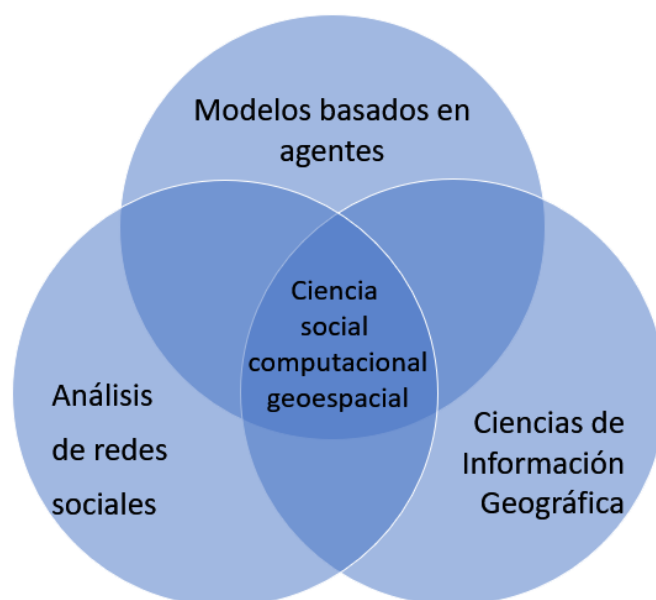 Modelos basados en
agentes
Ciencia
social
computacional
geoespacial
Análisis
de redes
sociales
Ciencias de
Información
Geográfica